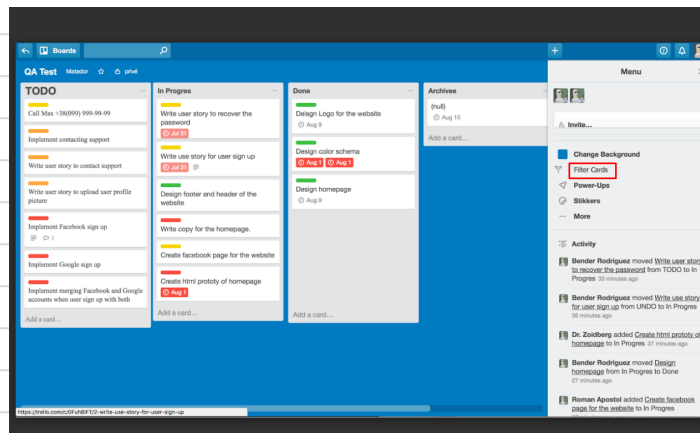 Boards
QA Test Matador privé
TODO
Call Max +38(099) 999-99-99
Implement contacting support
Write user story to contact support
Write user story to upload user profile
picture
Implement Facebook sign up
1
Implement Google sign up
Implement merging Facebook and Google
accounts when user sign up with both
Add a card…
In Progres
Write user story to recover the
password
Jul 31
Write use story for user sign up
Jul 31
Design footer and header of the
website
Write copy for the homepage.
Create facebook page for the website
Create html prototy of homepage
Aug 1
Add a card…
Done
Deisgn Logo for the website
Aug 8
Design color schema
Aug 1 Aug 1
Design homepage
Aug 9
Add a card…
Archivee
(null)
Aug 10
Add a card…
Menu
Invite…
Change Background
Filter Cards
Power-Ups
Stikkers
More
Activity
Bender Rodriguez moved Write user story
to recover the password from TODO to In
Progres 33 minutes ago
Bender Rodriguez moved Write use story
for user sign up from UNDO to In Progres
35 minutes ago
Dr. Zoidberg added Create html prototy of
homepage to In Progres 37 minutes ago
Bender Rodriguez moved Design
homepage from In Progres to Done
27 minutes ago
Roman Apostol added Create facebook
page for the website to In Progres
https://trello.com/c/0FuhBlFT/2-write-use-story-for-user-sign-up